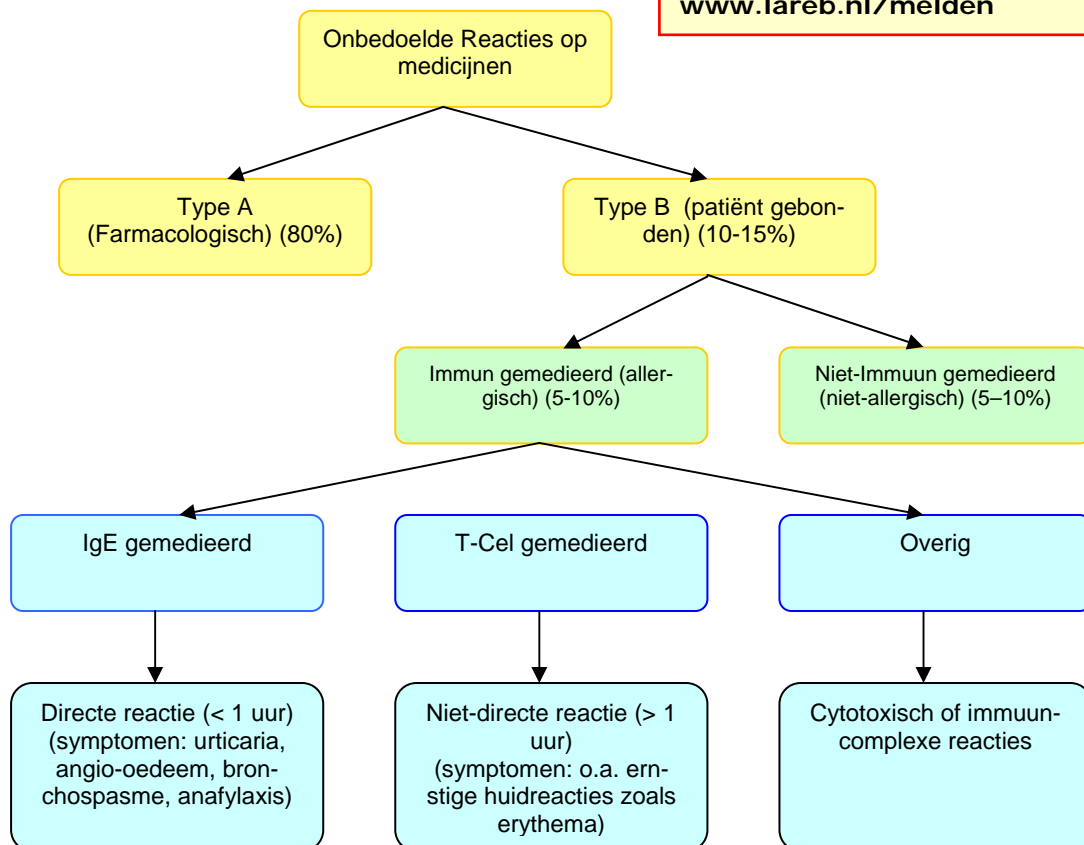 www.lareb.nl/melden
Onbedoelde Reacties op
medicijnen
Type A
(Farmacologisch) (80%)
Type B (patiënt gebon-
den) (10-15%)
Immun gemedieerd (aller-
gisch) (5-10%)
Niet-Immuun gemedieerd
(niet-allergisch) (5–10%)
IgE gemedieerd
T-Cel gemedieerd
Overig
Directe reactie (< 1 uur)
(symptomen: urticaria,
angio-oedeem, bron-
chospasme, anafylaxis)
Niet-directe reactie (> 1
uur)
(symptomen: o.a. ern-
stige huidreacties zoals
erythema)
Cytotoxisch of immuun-
complexe reacties